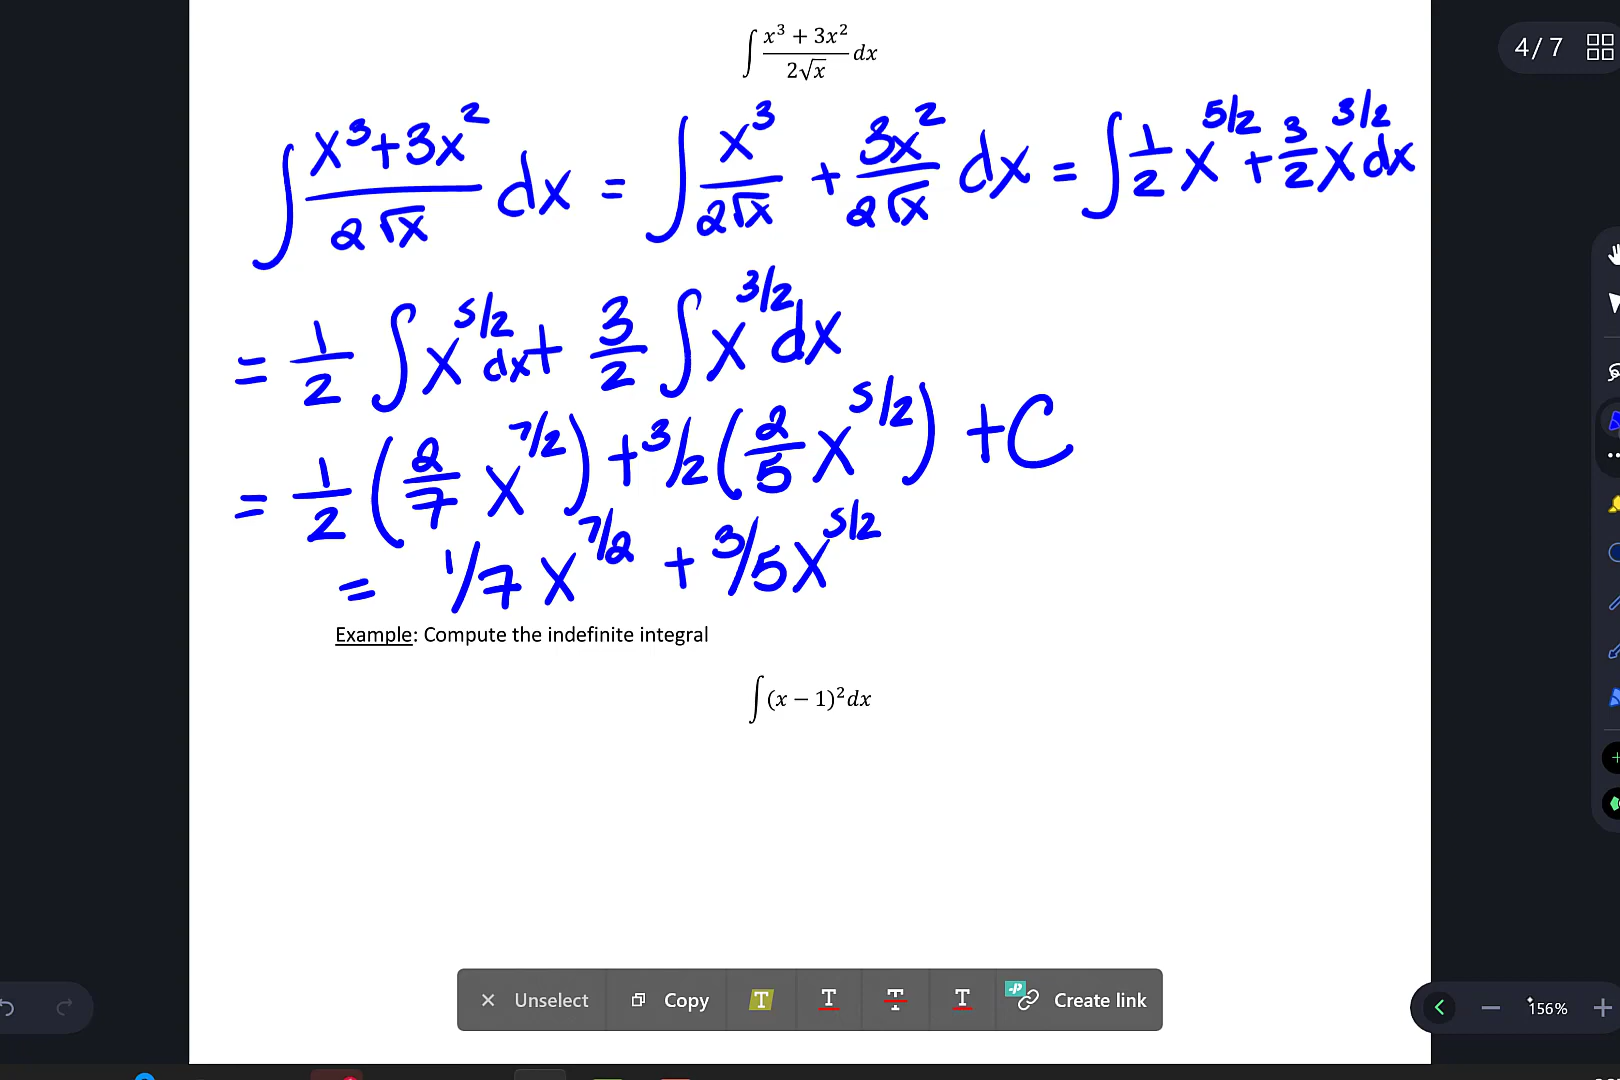 ∫ (x³ + 3x²)/(2√x) dx
4 / 7
∫ (x³+3x²)/(2√x) dx = ∫ x³/(2√x) + 3x²/(2√x) dx = ∫ 1/2 x^5/2 + 3/2 x^3/2 dx
= 1/2 ∫ x^5/2 dx + 3/2 ∫ x^3/2 dx
= 1/2 (2/7 x^7/2) + 3/2 (2/5 x^5/2) + C
= 1/7 x^7/2 + 3/5 x^5/2
Example: Compute the indefinite integral
∫ (x − 1)² dx
× Unselect Copy T T T T Create link
156%